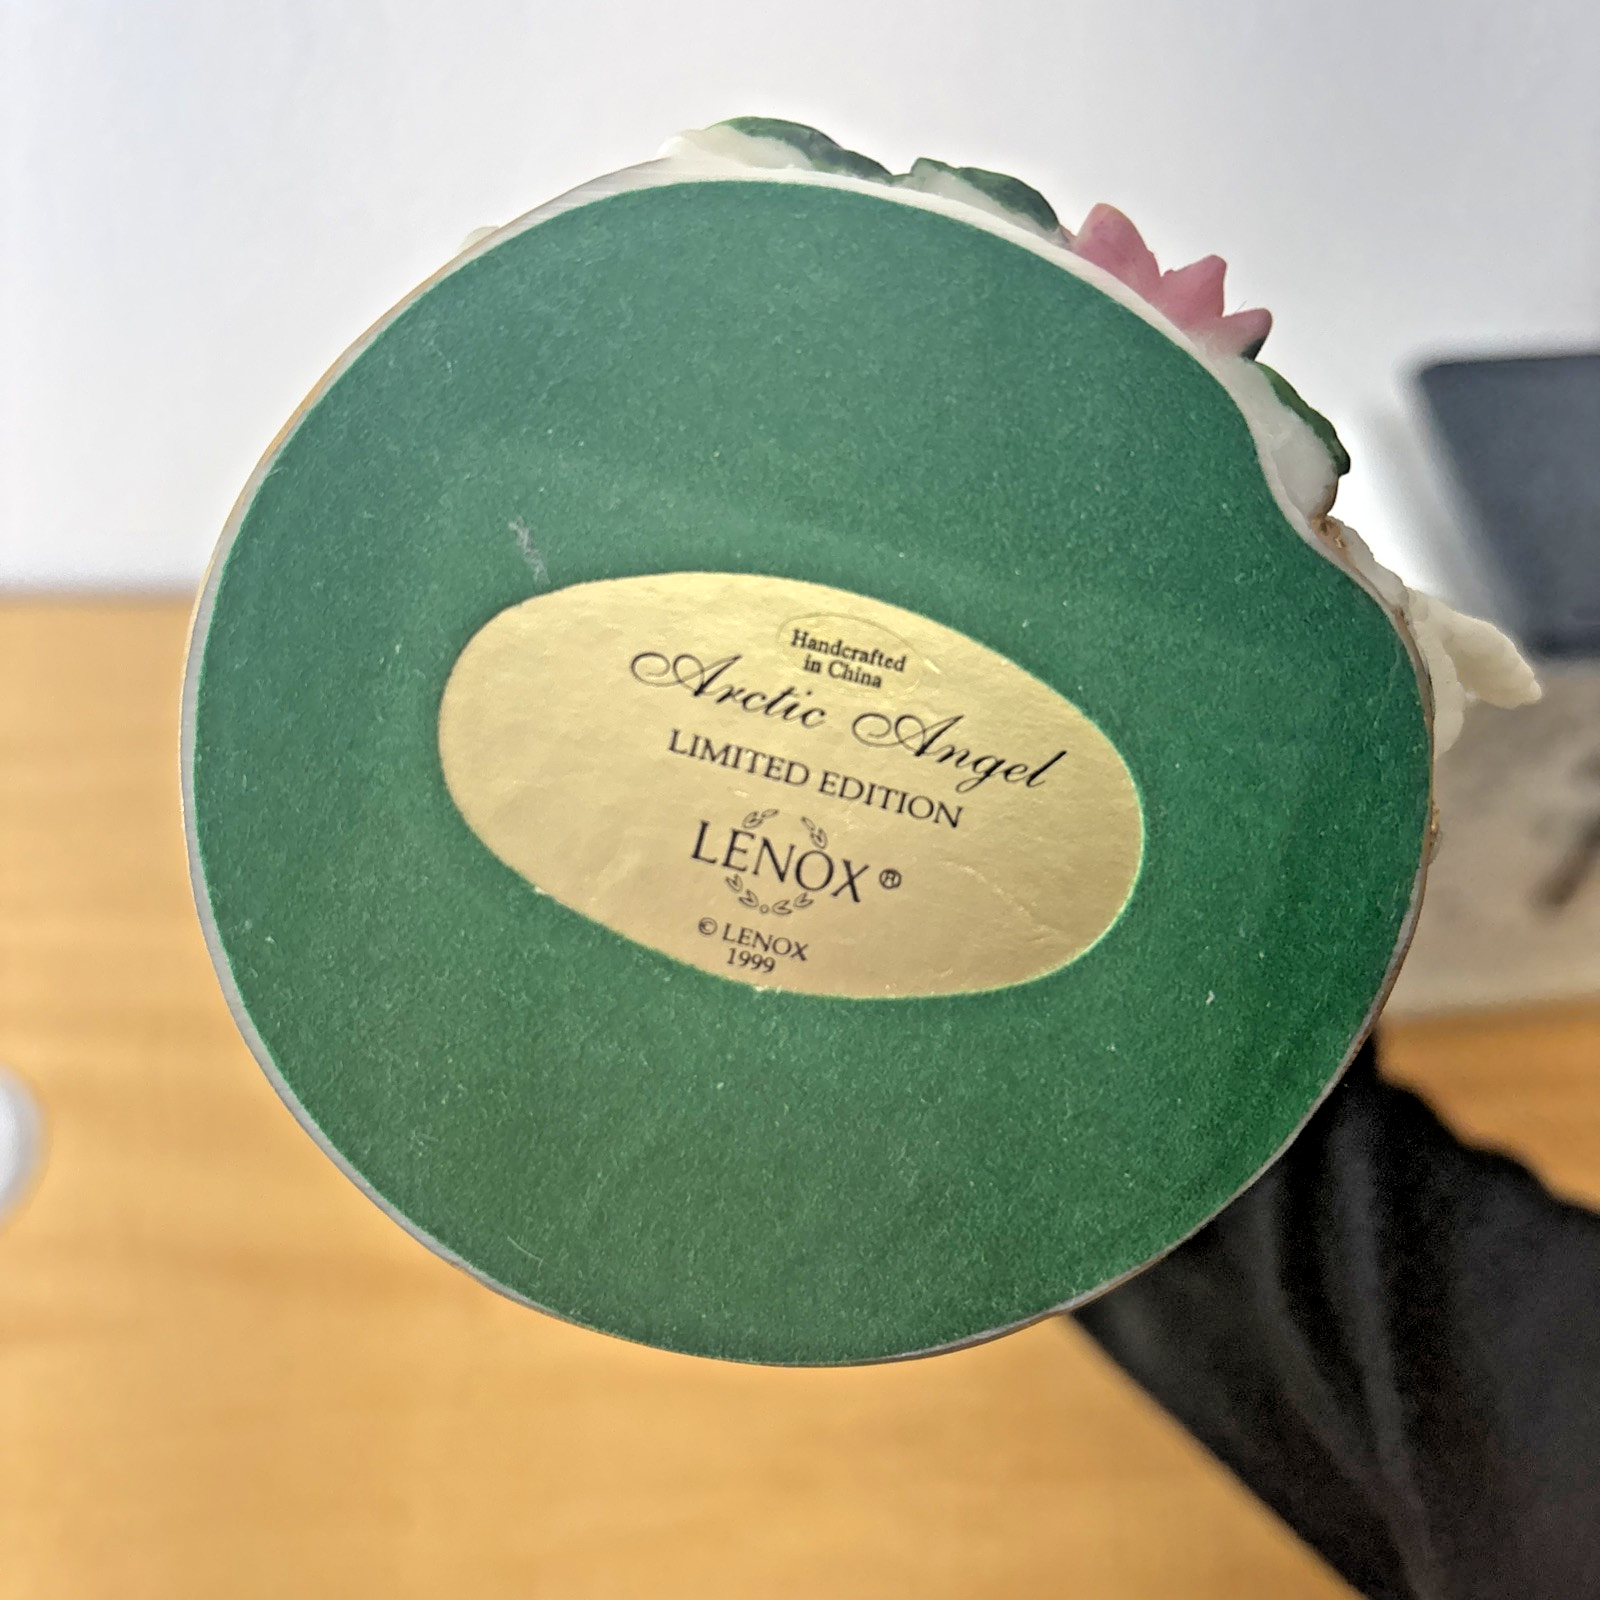 Handcrafted
in China
Arctic Angel
LIMITED EDITION
LENOX®
© LENOX
1999